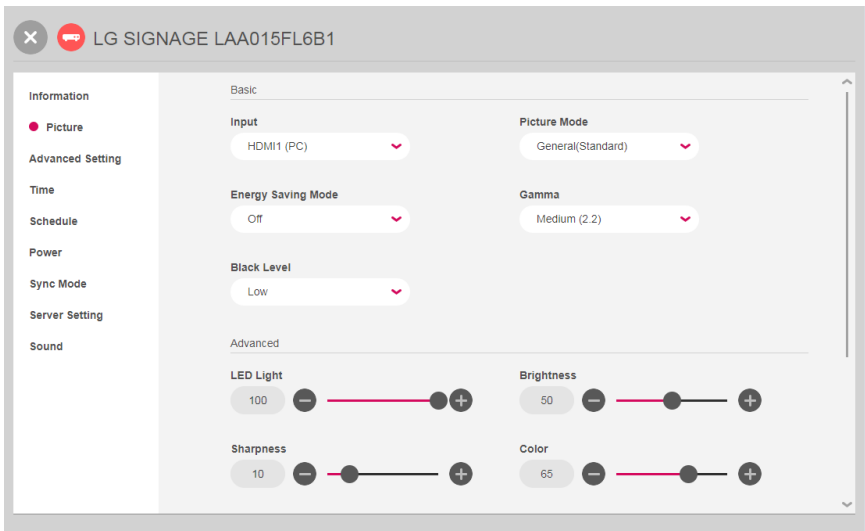 LG SIGNAGE LAA015FL6B1
Information
Picture
Advanced Setting
Time
Schedule
Power
Sync Mode
Server Setting
Sound
Basic
Input
HDMI1 (PC)
Picture Mode
General(Standard)
Energy Saving Mode
Off
Gamma
Medium (2.2)
Black Level
Low
Advanced
LED Light
100
Brightness
50
Sharpness
10
Color
65